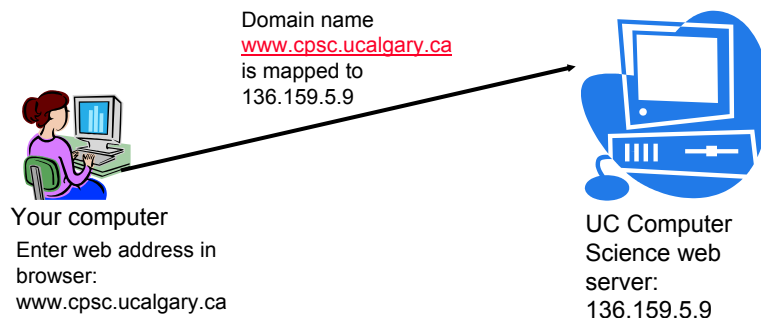 Domain name
www.cpsc.ucalgary.ca
is mapped to
136.159.5.9
Your computer
Enter web address in
browser:
www.cpsc.ucalgary.ca
UC Computer
Science web
server:
136.159.5.9